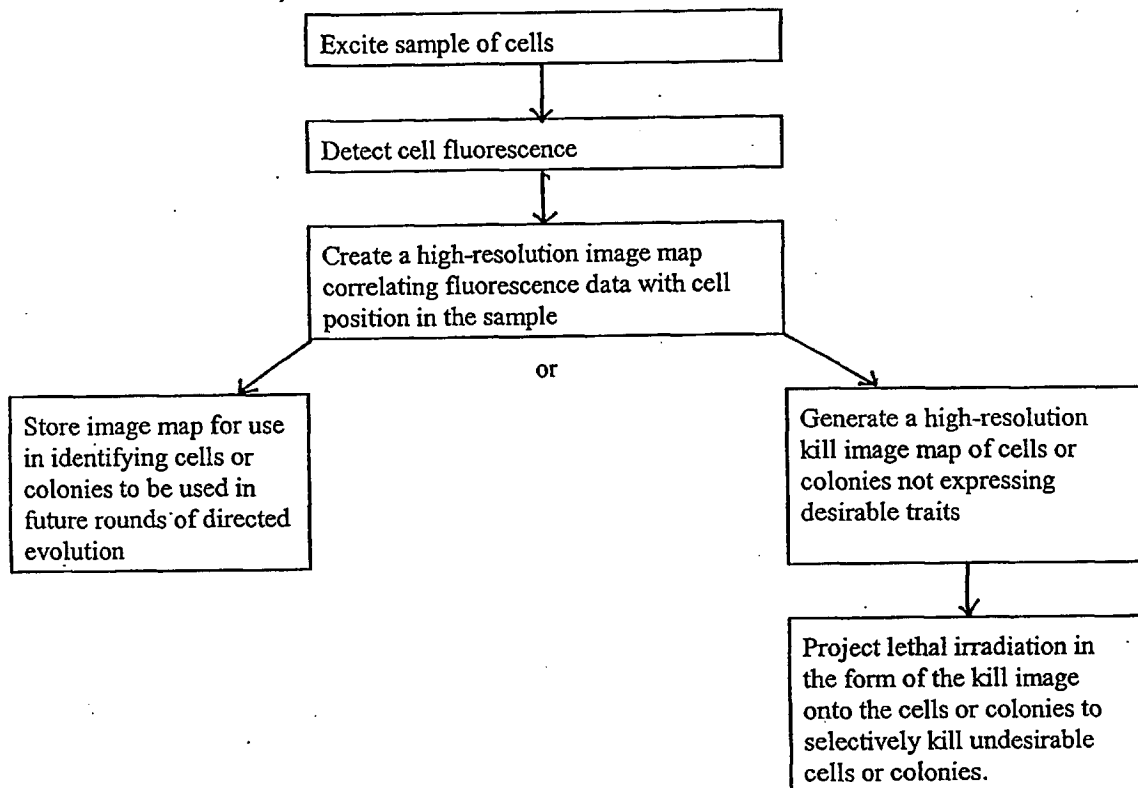 Excite sample of cells
Detect cell fluorescence
Create a high-resolution image map
correlating fluorescence data with cell
position in the sample
or
Store image map for use
in identifying cells or
colonies to be used in
future rounds of directed
evolution
Generate a high-resolution
kill image map of cells or
colonies not expressing
desirable traits
Project lethal irradiation in
the form of the kill image
onto the cells or colonies to
selectively kill undesirable
cells or colonies.